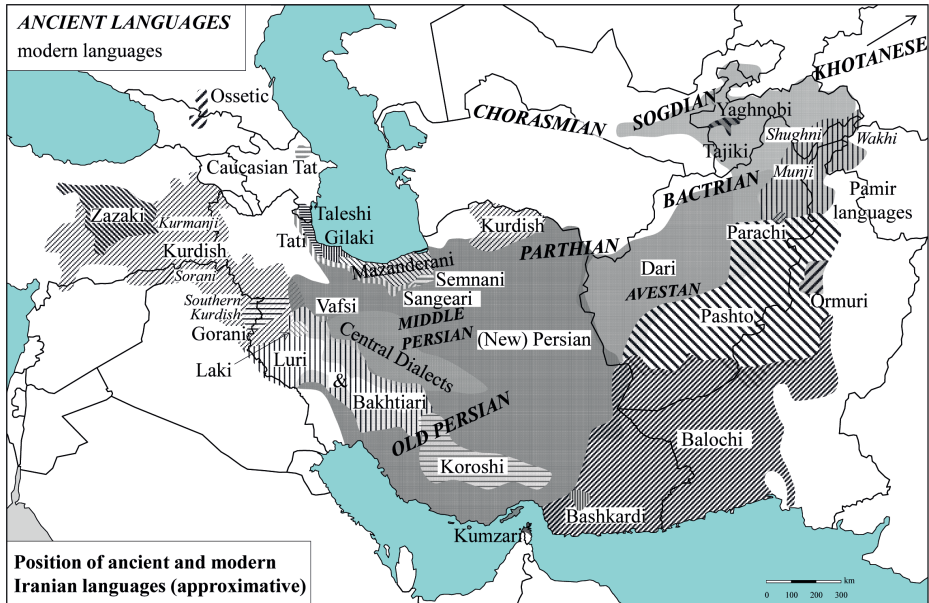 ANCIENT LANGUAGES
modern languages
KHOTANESE
Ossetic
SOGDIAN
CHORASMIAN
Yaghnobi
Shughni
Wakhi
Caucasian Tat
Tajiki
Munji
BACTRIAN
Pamir
languages
Zazaki
Taleshi
Kurmanji
Kurdish
Gilaki
Tati
Kurdish
PARTHIAN
Parachi
Mazanderani
Sorani
Semnani
Dari
Sangeari
AVESTAN
Ormuri
Southern
Kurdish
Vafsi
MIDDLE
PERSIAN
Pashto
Gorani
(New) Persian
Central Dialects
Laki
Luri
&
Bakhtiari
OLD PERSIAN
Balochi
Koroshi
Bashkardi
Kumzari
Position of ancient and modern
Iranian languages (approximative)
km
0 100 200 300